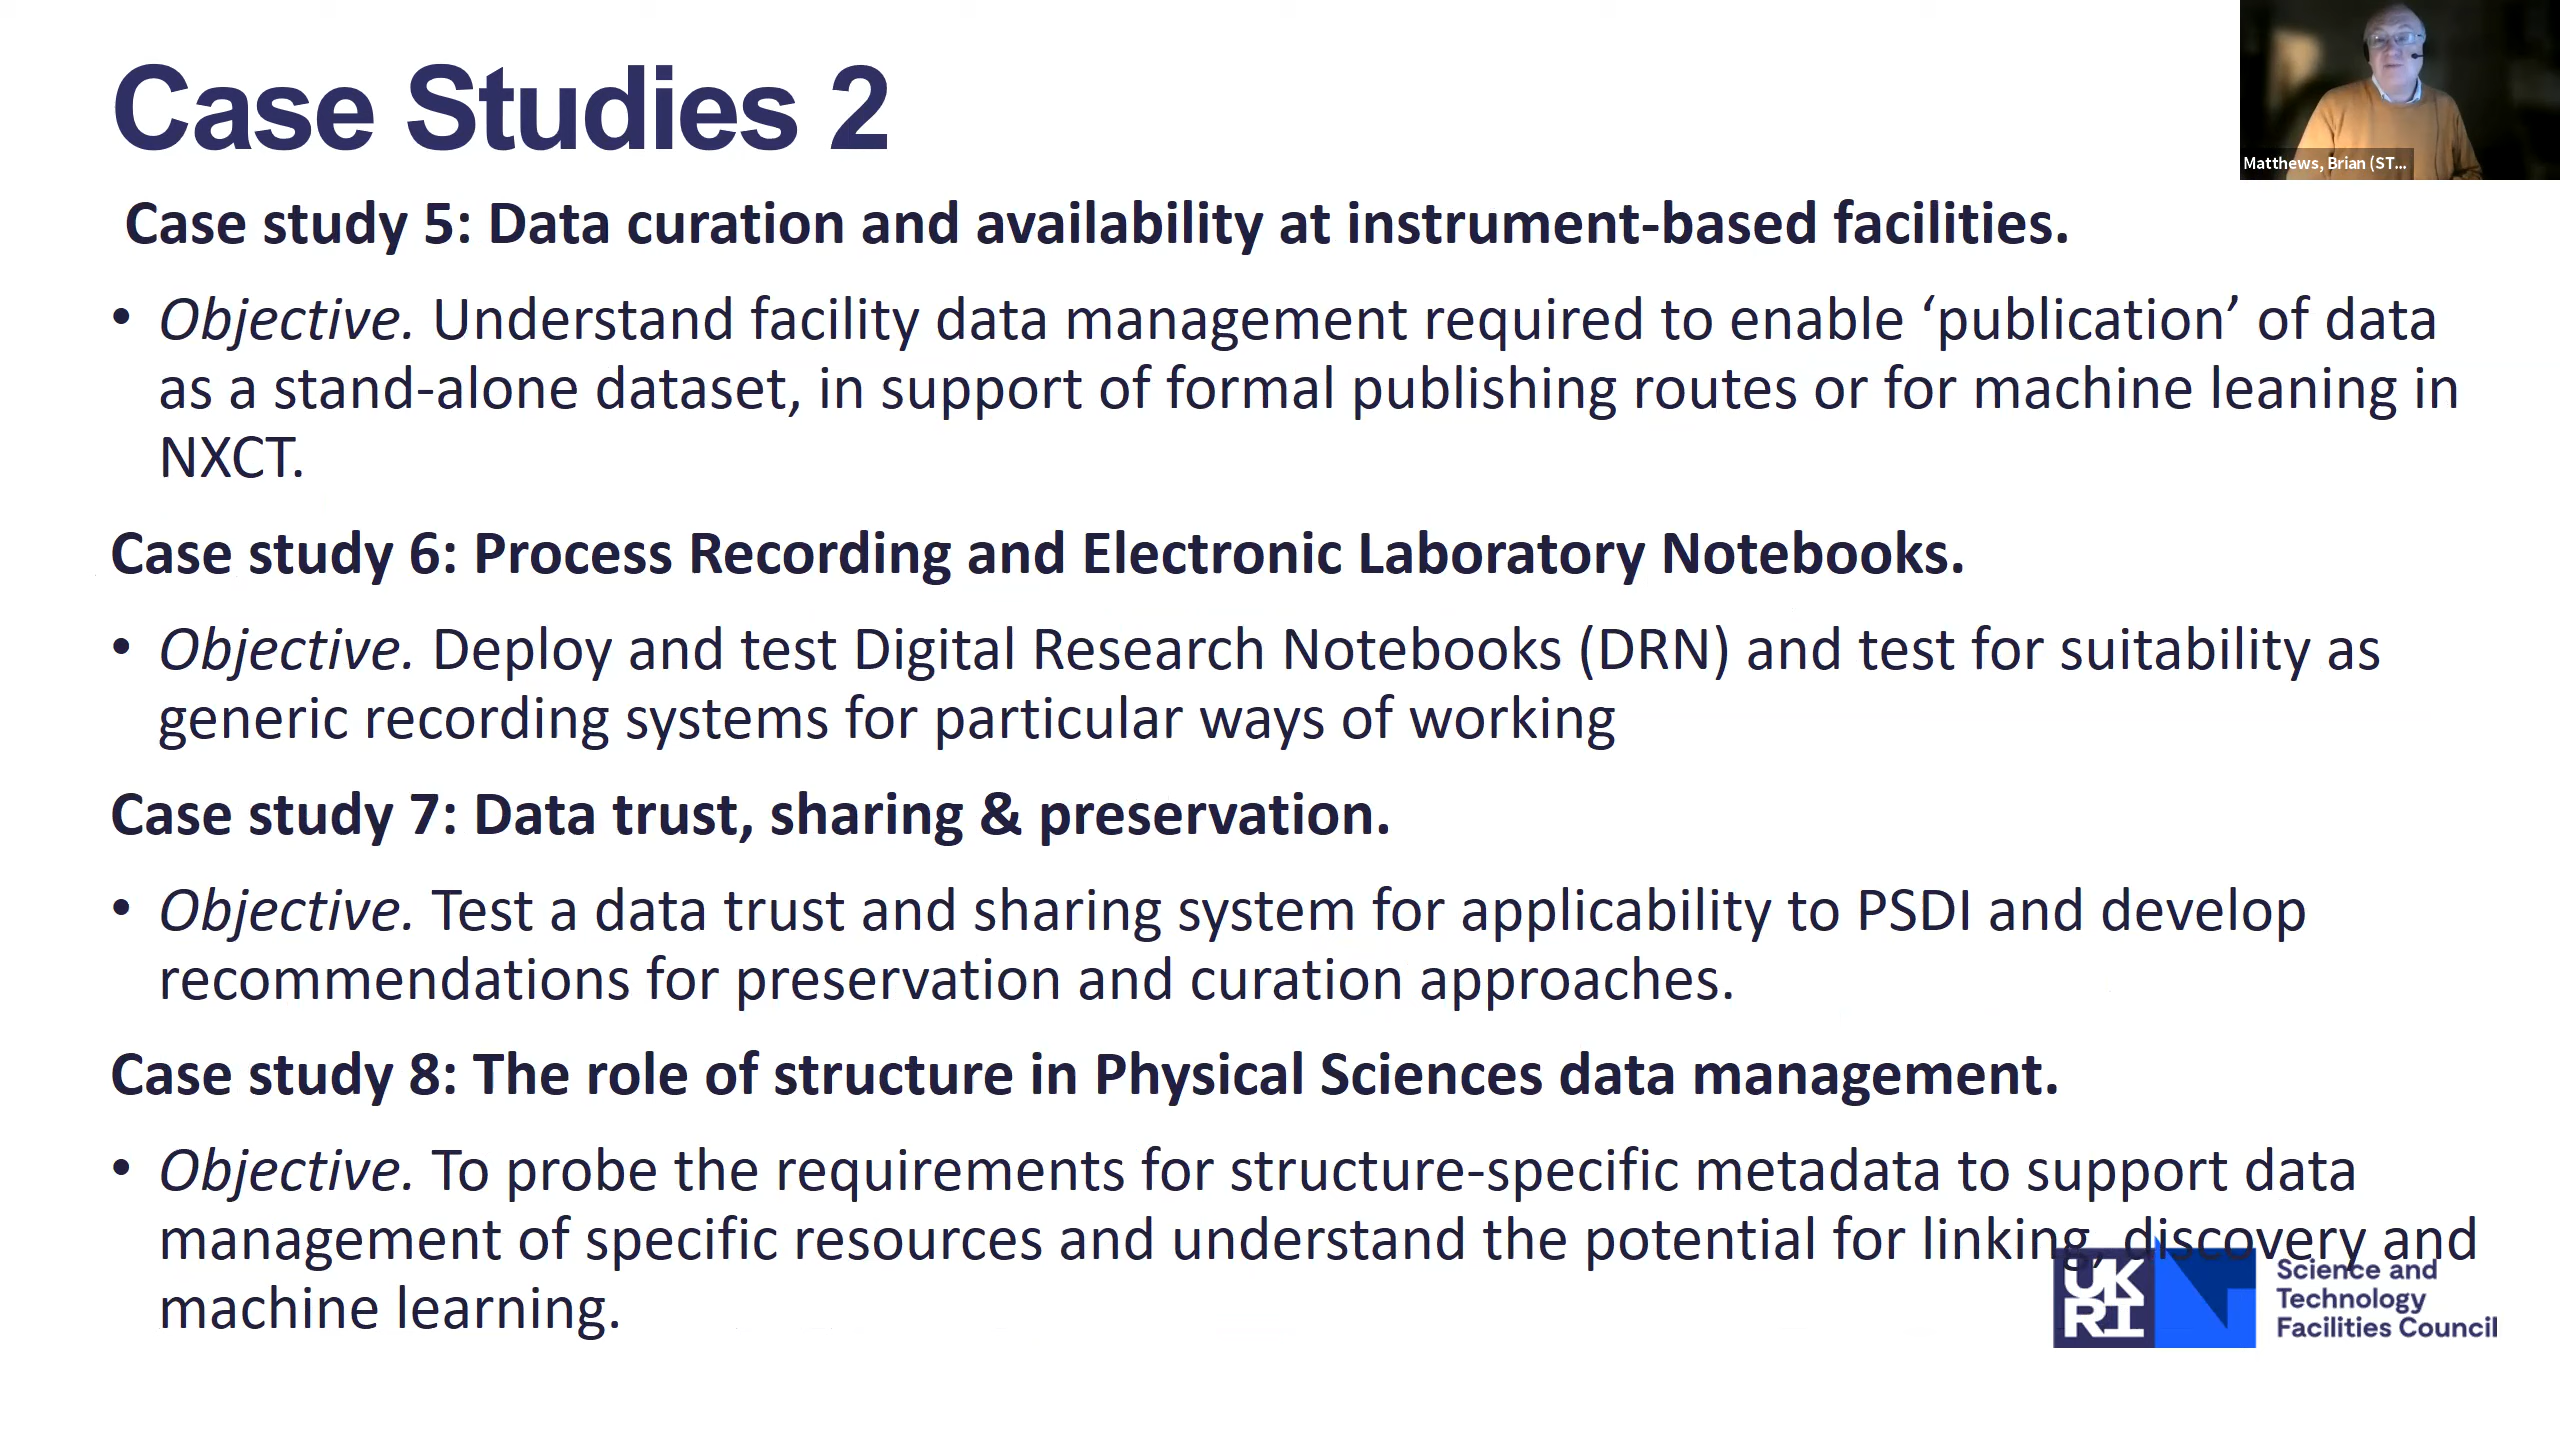 Case Studies 2
Matthews, Brian (ST...
Case study 5: Data curation and availability at instrument-based facilities.
• Objective. Understand facility data management required to enable ‘publication’ of data
as a stand-alone dataset, in support of formal publishing routes or for machine leaning in
NXCT.
Case study 6: Process Recording and Electronic Laboratory Notebooks.
• Objective. Deploy and test Digital Research Notebooks (DRN) and test for suitability as
generic recording systems for particular ways of working
Case study 7: Data trust, sharing & preservation.
• Objective. Test a data trust and sharing system for applicability to PSDI and develop
recommendations for preservation and curation approaches.
Case study 8: The role of structure in Physical Sciences data management.
• Objective. To probe the requirements for structure-specific metadata to support data
management of specific resources and understand the potential for linking, discovery and
machine learning.
UK
RI
Science and
Technology
Facilities Council